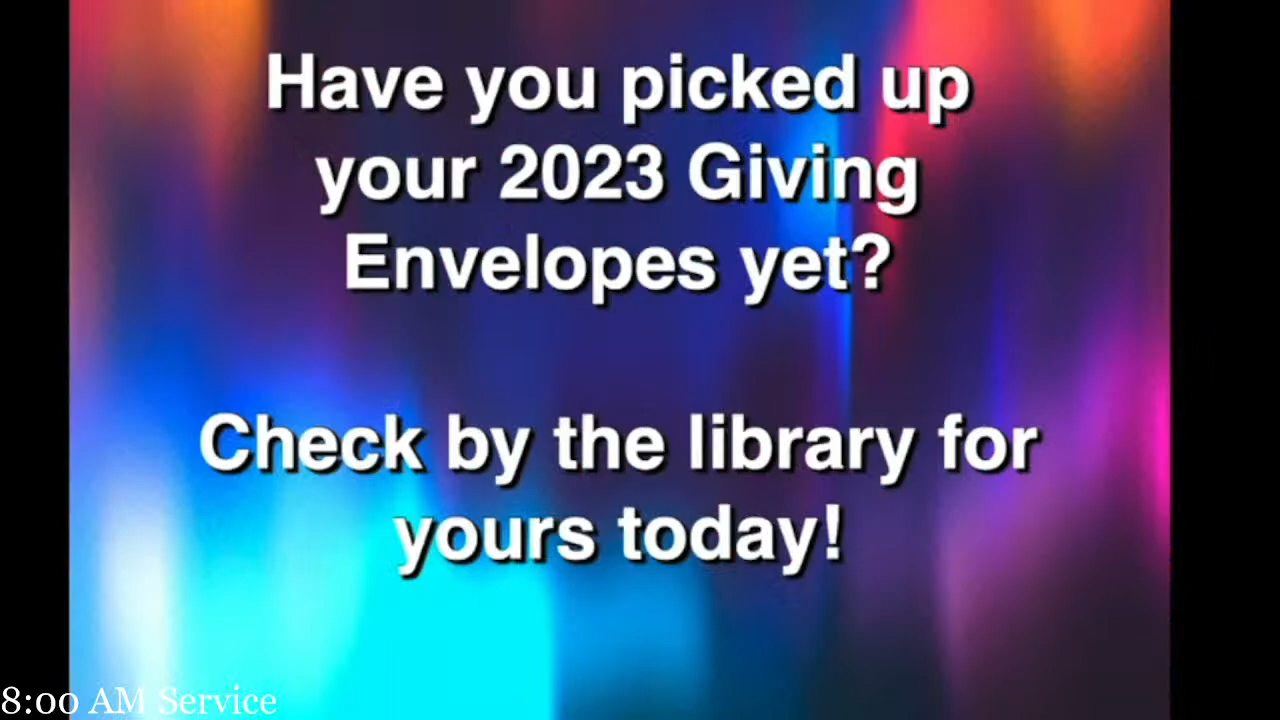 Have you picked up
your 2023 Giving
Envelopes yet?
Check by the library for
yours today!
8:00 AM Service